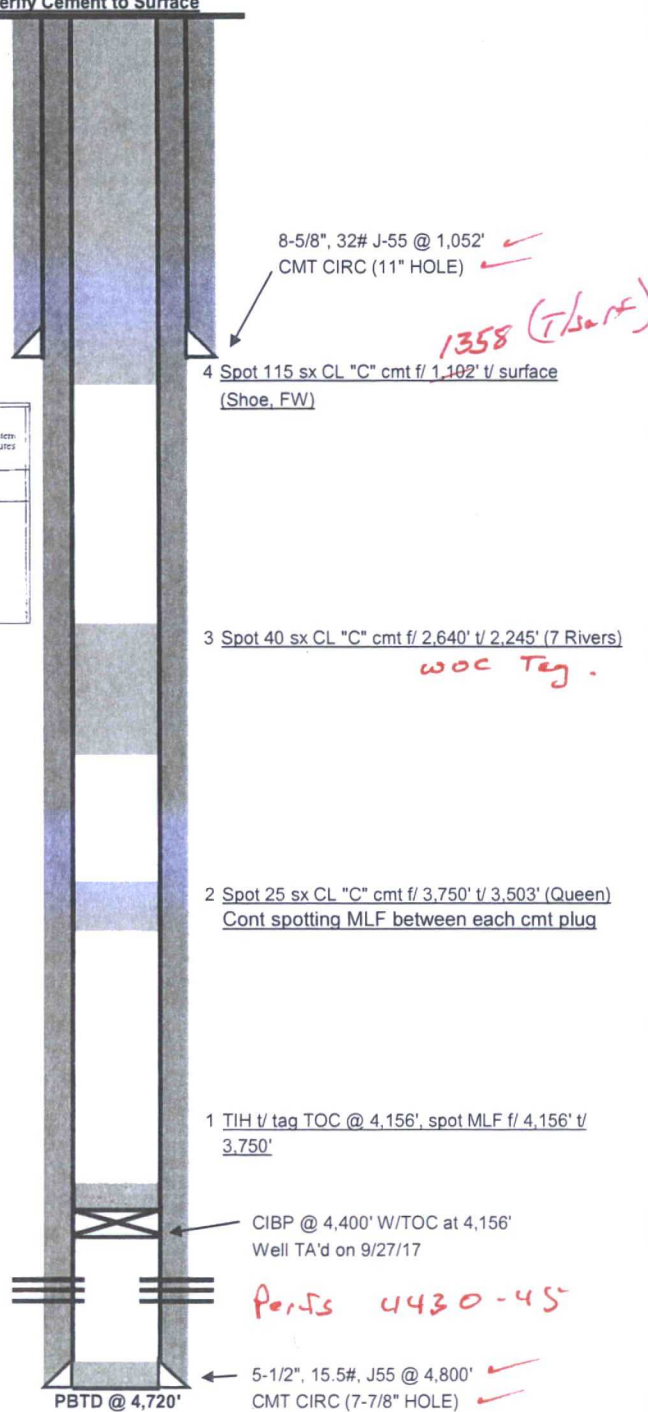 Verify Cement to Surface
8-5/8", 32# J-55 @ 1,052'
CMT CIRC (11" HOLE)
1358 (T/surf)
4 Spot 115 sx CL "C" cmt f/ 1,102' t/ surface
(Shoe, FW)
3 Spot 40 sx CL "C" cmt f/ 2,640' t/ 2,245' (7 Rivers)
WOC Tag.
2 Spot 25 sx CL "C" cmt f/ 3,750' t/ 3,503' (Queen)
Cont spotting MLF between each cmt plug
1 TIH t/ tag TOC @ 4,156', spot MLF f/ 4,156' t/
3,750'
CIBP @ 4,400' W/TOC at 4,156'
Well TA'd on 9/27/17
Perfs 4430-45
5-1/2", 15.5#, J55 @ 4,800'
CMT CIRC (7-7/8" HOLE)
PBTD @ 4,720'